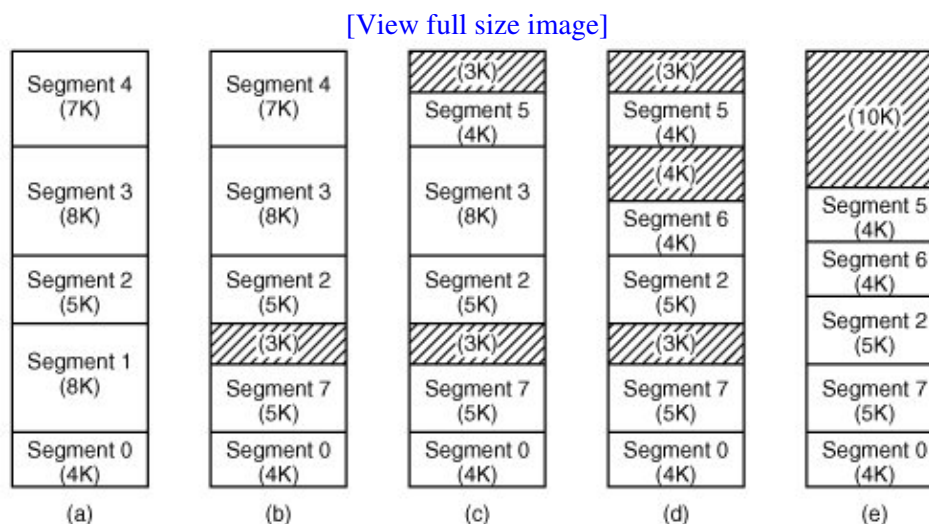 [View full size image]
Segment 4
(7K)
Segment 3
(8K)
Segment 2
(5K)
Segment 1
(8K)
Segment 0
(4K)
(a)
Segment 4
(7K)
Segment 3
(8K)
Segment 2
(5K)
(3K)
Segment 7
(5K)
Segment 0
(4K)
(b)
(3K)
Segment 5
(4K)
Segment 3
(8K)
Segment 2
(5K)
(3K)
Segment 7
(5K)
Segment 0
(4K)
(c)
(3K)
Segment 5
(4K)
(4K)
Segment 6
(4K)
Segment 2
(5K)
(3K)
Segment 7
(5K)
Segment 0
(4K)
(d)
(10K)
Segment 5
(4K)
Segment 6
(4K)
Segment 2
(5K)
Segment 7
(5K)
Segment 0
(4K)
(e)